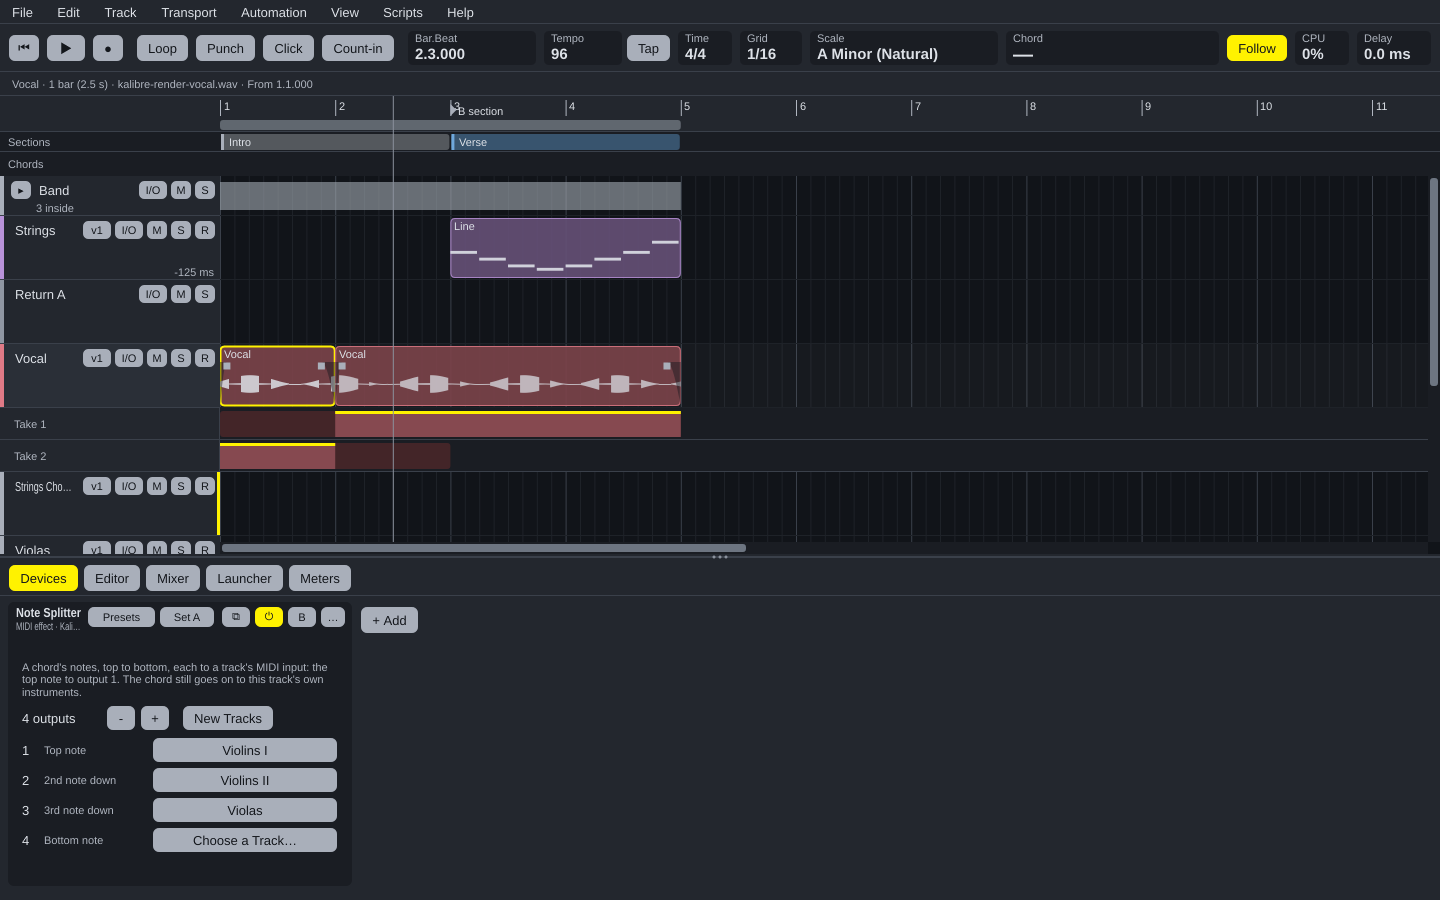 File Edit Track Transport Automation View Scripts Help
Loop Punch Click Count-in
Bar.Beat
2.3.000
Tempo
96
Tap
Time
4/4
Grid
1/16
Scale
A Minor (Natural)
Chord
—
Follow
CPU
0%
Delay
0.0 ms
Vocal · 1 bar (2.5 s) · kalibre-render-vocal.wav · From 1.1.000
1 2 3 4 5 6 7 8 9 10 11
B section
Sections Intro Verse
Chords
Band I/O M S
3 inside
Strings v1 I/O M S R
Line
-125 ms
Return A I/O M S
Vocal v1 I/O M S R
Vocal Vocal
Take 1
Take 2
Strings Cho... v1 I/O M S R
Violas v1 I/O M S R
Devices Editor Mixer Launcher Meters
Note Splitter
MIDI effect · Kali...
Presets Set A B ...
+ Add
A chord's notes, top to bottom, each to a track's MIDI input: the
top note to output 1. The chord still goes on to this track's own
instruments.
4 outputs - + New Tracks
1 Top note Violins I
2 2nd note down Violins II
3 3rd note down Violas
4 Bottom note Choose a Track…